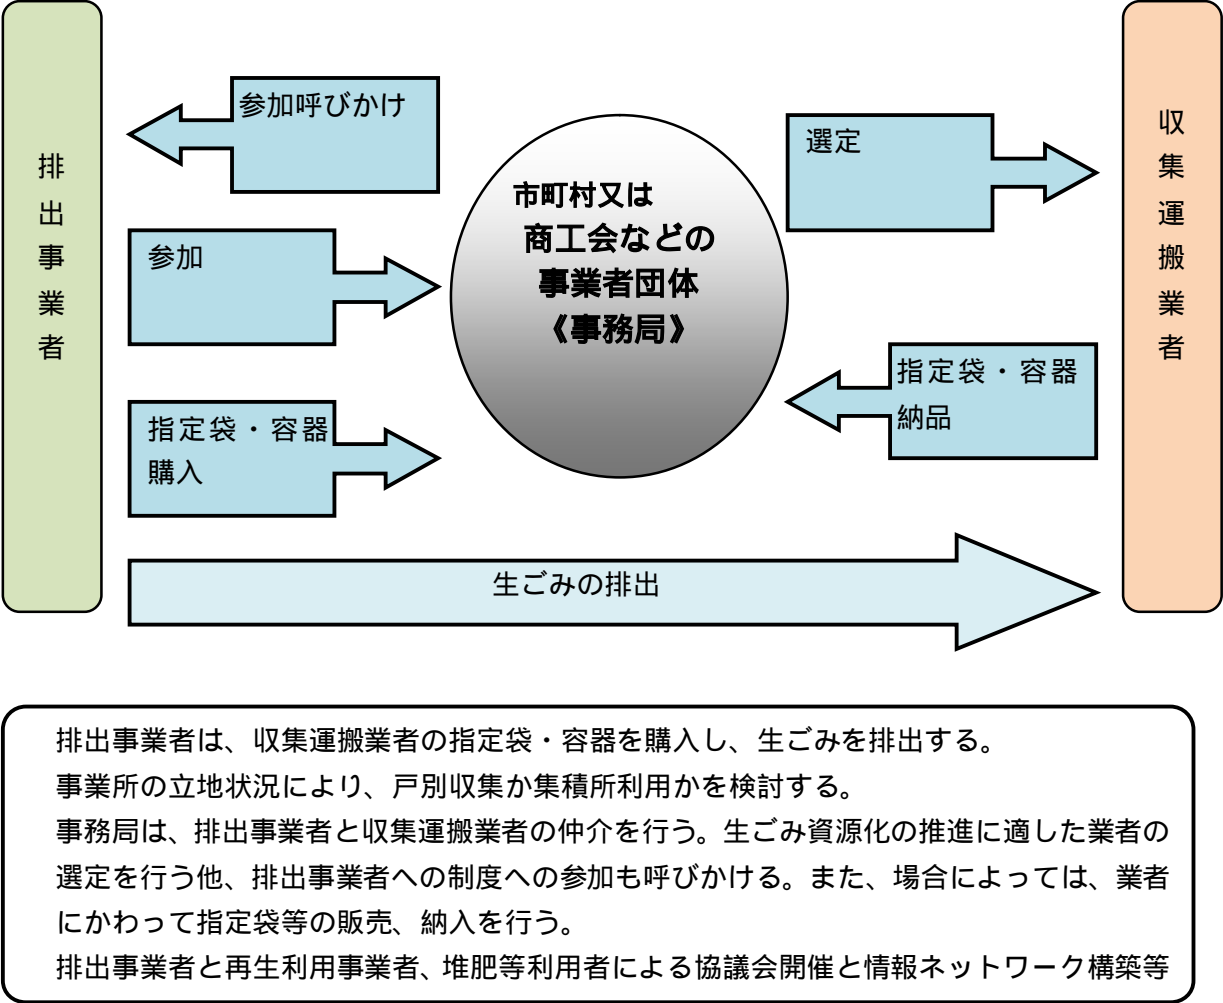 排出事業者
参加呼びかけ
参加
指定袋・容器
購入
市町村又は
商工会などの
事業者団体
《事務局》
選定
指定袋・容器
納品
収集運搬業者
生ごみの排出
排出事業者は、収集運搬業者の指定袋・容器を購入し、生ごみを排出する。
事業所の立地状況により、戸別収集か集積所利用かを検討する。
事務局は、排出事業者と収集運搬業者の仲介を行う。生ごみ資源化の推進に適した業者の
選定を行う他、排出事業者への制度への参加も呼びかける。また、場合によっては、業者
にかわって指定袋等の販売、納入を行う。
排出事業者と再生利用事業者、堆肥等利用者による協議会開催と情報ネットワーク構築等